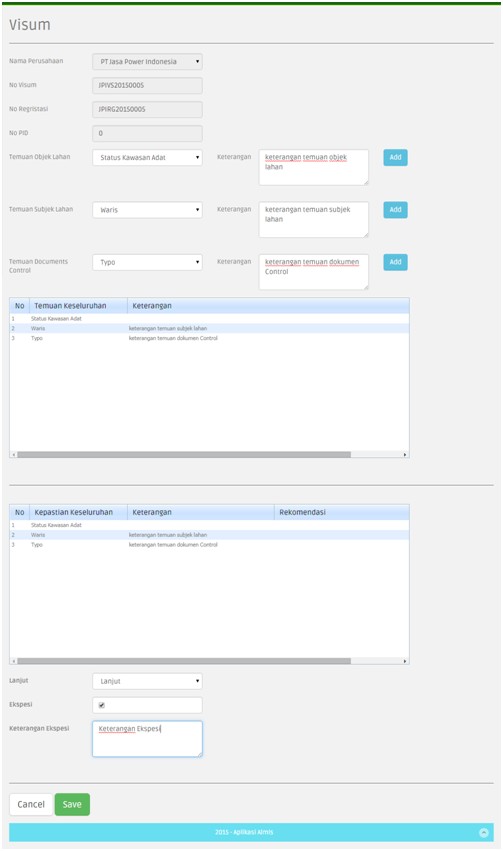 Visum
Nama Perusahaan PT Jasa Power Indonesia
No Visum JPIVS20150005
No Regristasi JPIRG20150005
No PID 0
Temuan Objek Lahan Status Kawasan Adat Keterangan keterangan temuan objek Add
lahan
Temuan Subjek Lahan Waris Keterangan keterangan temuan subjek Add
lahan
Temuan Documents Typo Keterangan keterangan temuan dokumen Add
Control Control
No Temuan Keseluruhan Keterangan
1 Status Kawasan Adat
2 Waris keterangan temuan subjek lahan
3 Typo keterangan temuan dokumen Control
No Kepastian Keseluruhan Keterangan Rekomendasi
1 Status Kawasan Adat
2 Waris keterangan temuan subjek lahan
3 Typo keterangan temuan dokumen Control
Lanjut Lanjut
Ekspesi
Keterangan Ekspesi Keterangan Ekspesi
Cancel Save
2015 - Aplikasi Almis